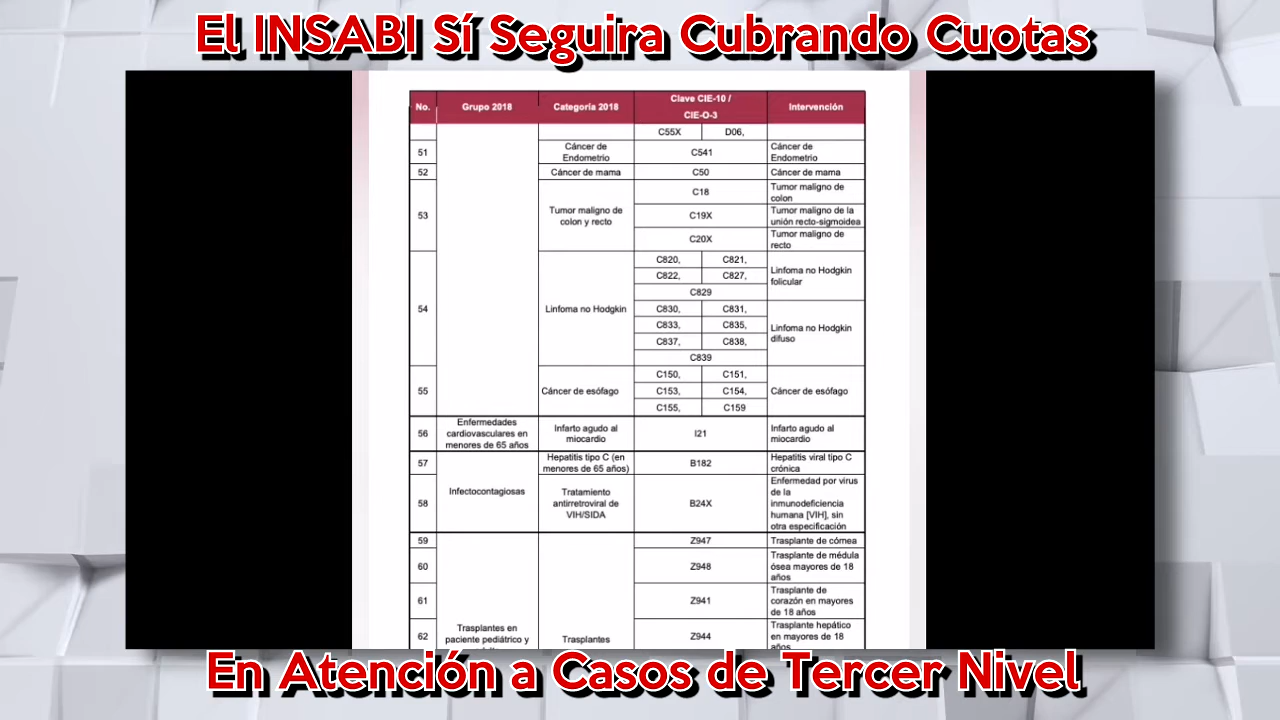 El INSABI Sí Seguira Cubrando Cuotas
No.
Grupo 2018
Categoría 2018
Clave CIE-10 /
CIE-O-3
Intervención
C55X
D06,
51
Cáncer de
Endometrio
C541
Cáncer de
Endometrio
52
Cáncer de mama
C50
Cáncer de mama
53
Tumor maligno de
colon y recto
C18
Tumor maligno de
colon
C19X
Tumor maligno de la
unión recto-sigmoidea
C20X
Tumor maligno de
recto
54
Linfoma no Hodgkin
C820,
C821,
C822,
C827,
C829
Linfoma no Hodgkin
folicular
C830,
C831,
C833,
C835,
C837,
C838,
C839
Linfoma no Hodgkin
difuso
55
Cáncer de esófago
C150,
C151,
C153,
C154,
C155,
C159
Cáncer de esófago
56
Enfermedades
cardiovasculares en
menores de 65 años
Infarto agudo al
miocardio
I21
Infarto agudo al
miocardio
57
Infectocontagiosas
Hepatitis tipo C (en
menores de 65 años)
B182
Hepatitis viral tipo C
crónica
58
Tratamiento
antirretroviral de
VIH/SIDA
B24X
Enfermedad por virus
de la
inmunodeficiencia
humana [VIH], sin
otra especificación
59
Z947
Trasplante de córnea
60
Z948
Trasplante de médula
ósea mayores de 18
años
61
Z941
Trasplante de
corazón en mayores
de 18 años
62
Trasplantes en
paciente pediátrico y
Trasplantes
Z944
Trasplante hepático
en mayores de 18
años
En Atención a Casos de Tercer Nivel